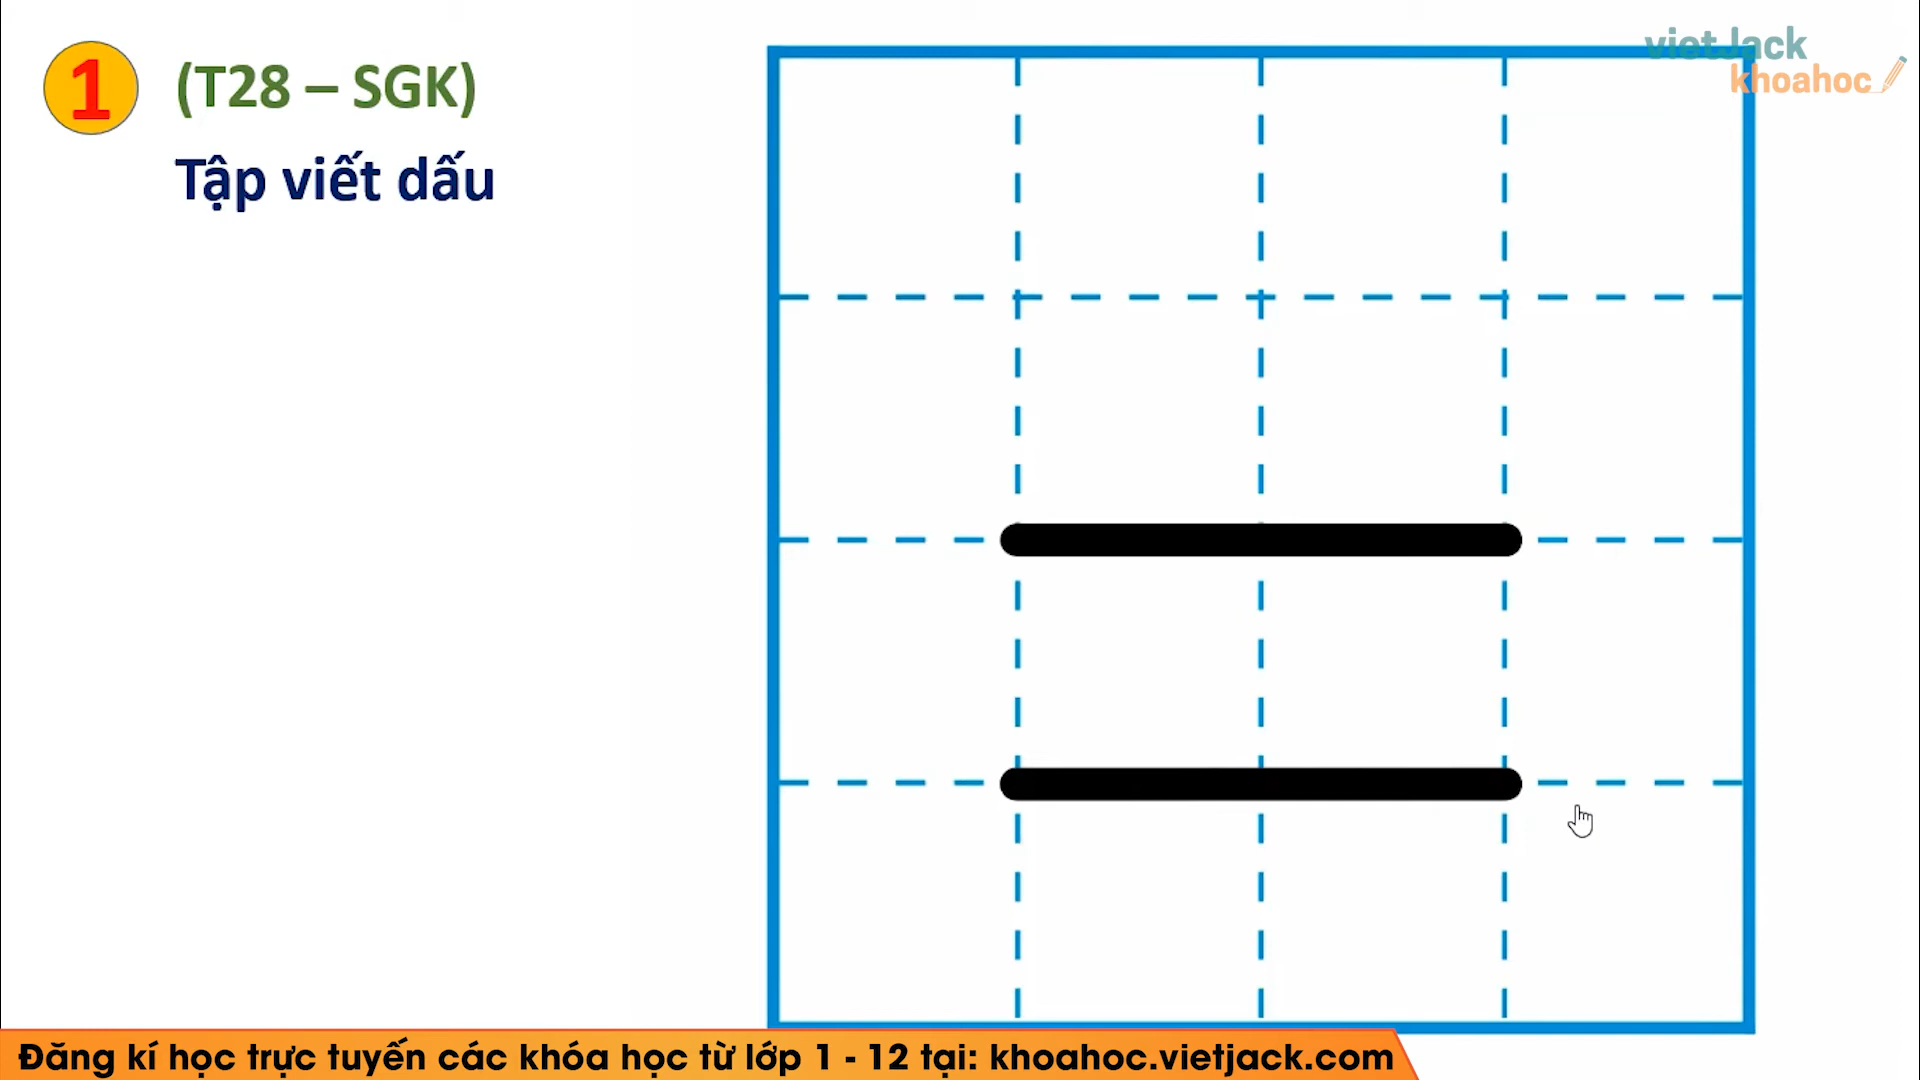 vietJack
khoahoc
1
(T28 – SGK)
Tập viết dấu
Đăng kí học trực tuyến các khóa học từ lớp 1 - 12 tại: khoahoc.vietjack.com